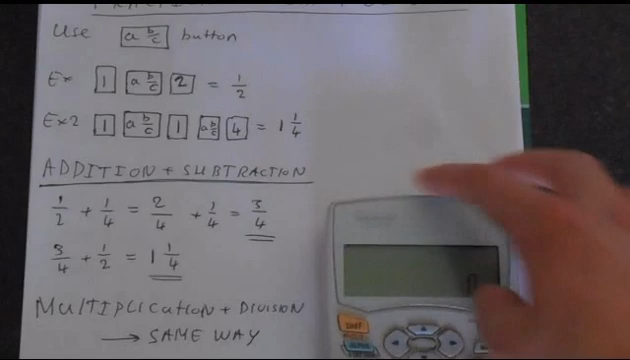 Use [a b/c] button
Ex [1] [a b/c] [2] = 1/2
Ex2 [1] [a b/c] [1] [a b/c] [4] = 1 1/4
ADDITION + SUBTRACTION
1/2 + 1/4 = 2/4 + 1/4 = 3/4
3/4 + 1/2 = 1 1/4
MULTIPLICATION + DIVISION
→ SAME WAY
0